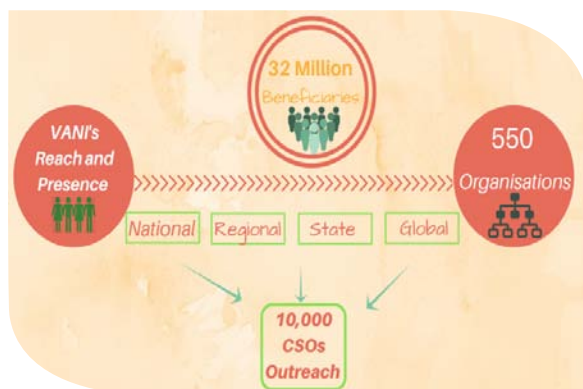 32 Million
Beneficiaries
VANI's
Reach and
Presence
550
Organisations
National
Regional
State
Global
10,000
CSOs
Outreach